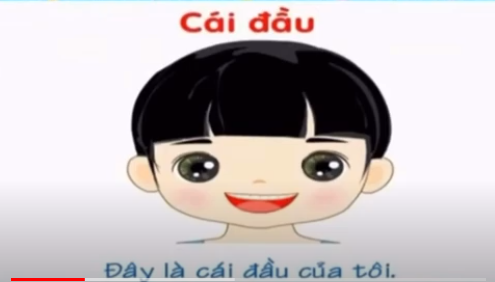 Cái đầu
Đây là cái đầu của tôi.